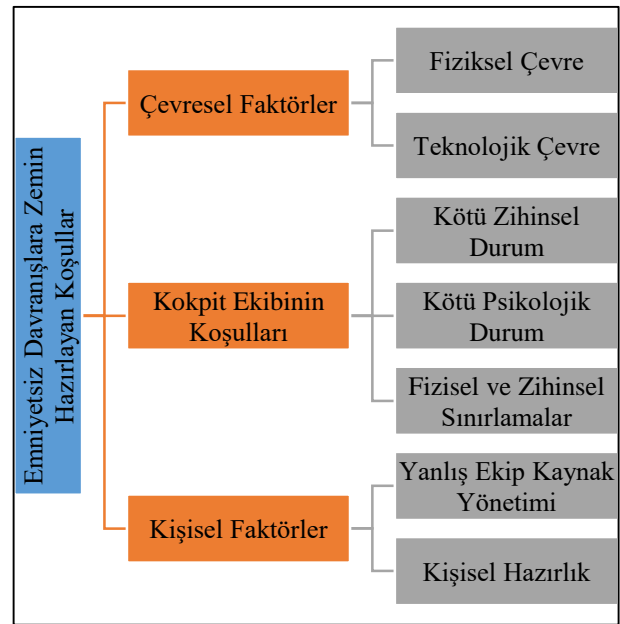 Emniyetsiz Davranışlara Zemin
Hazırlayan Koşullar
Çevresel Faktörler
Fiziksel Çevre
Teknolojik Çevre
Kokpit Ekibinin
Koşulları
Kötü Zihinsel
Durum
Kötü Psikolojik
Durum
Fizisel ve Zihinsel
Sınırlamalar
Kişisel Faktörler
Yanlış Ekip Kaynak
Yönetimi
Kişisel Hazırlık